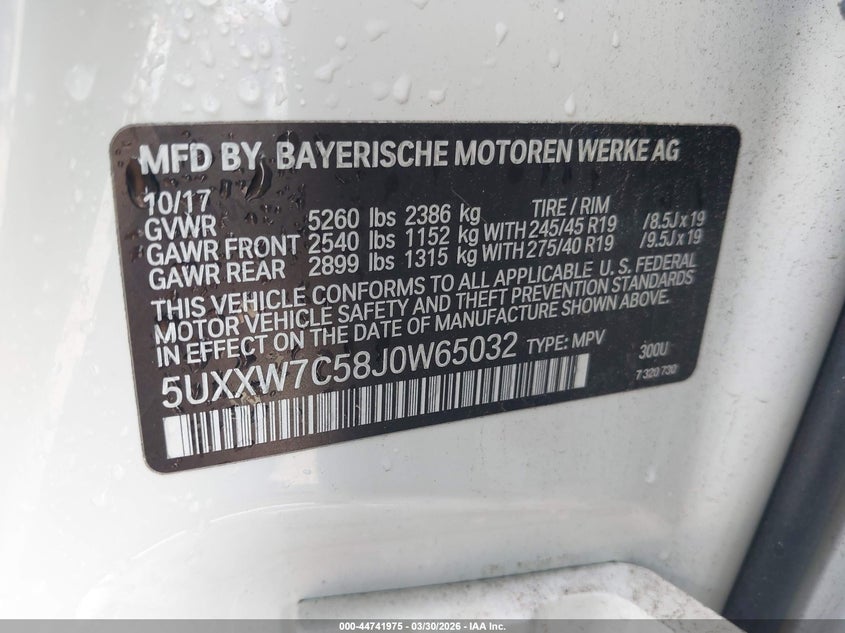 MFD BY BAYERISCHE MOTOREN WERKE AG
10/17 TIRE / RIM
GVWR 5260 lbs 2386 kg
GAWR FRONT 2540 lbs 1152 kg WITH 245/45 R19 /8.5J x 19
GAWR REAR 2899 lbs 1315 kg WITH 275/40 R19 /9.5J x 19
THIS VEHICLE CONFORMS TO ALL APPLICABLE U. S. FEDERAL
MOTOR VEHICLE SAFETY AND THEFT PREVENTION STANDARDS
IN EFFECT ON THE DATE OF MANUFACTURE SHOWN ABOVE.
5UXXW7C58J0W65032 TYPE: MPV 300U
7 320 730
000-44741975 - 03/30/2026 - IAA Inc.